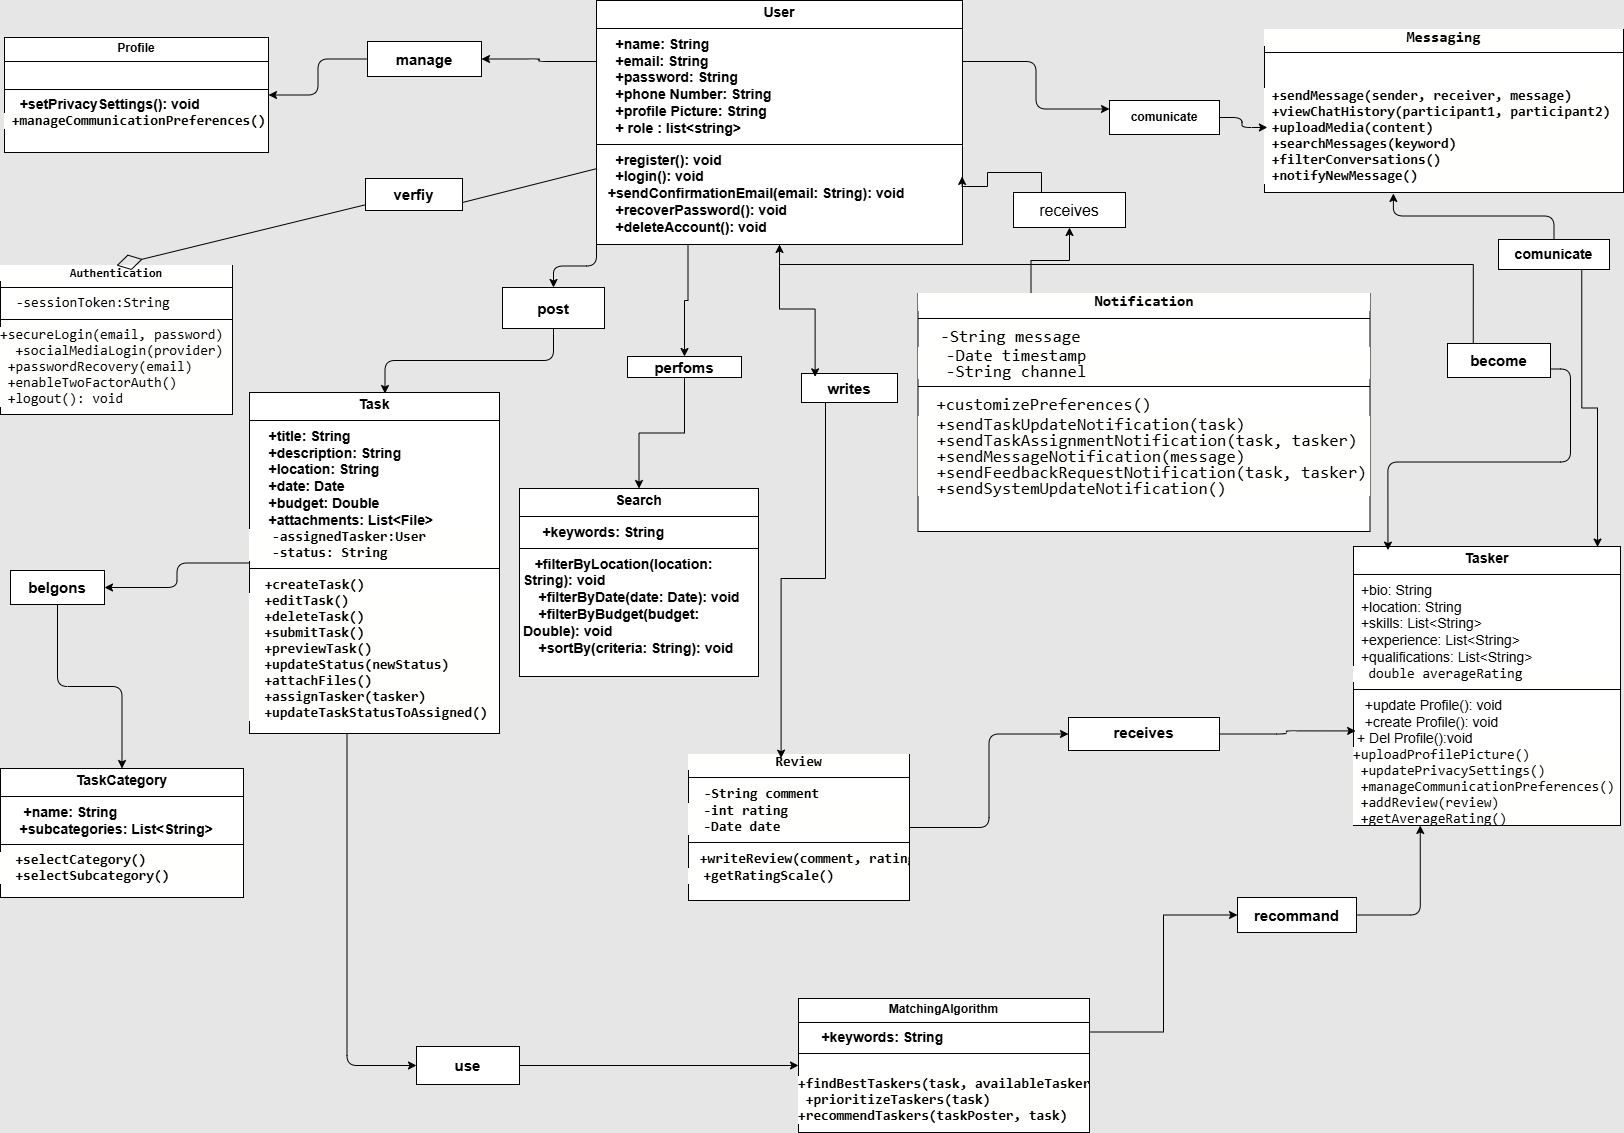 User
+name: String
+email: String
+password: String
+phone Number: String
+profile Picture: String
+ role : list<string>
+register(): void
+login(): void
+sendConfirmationEmail(email: String): void
+recoverPassword(): void
+deleteAccount(): void
Profile
+setPrivacySettings(): void
+manageCommunicationPreferences()
manage
verfiy
Authentication
-sessionToken:String
+secureLogin(email, password)
+socialMediaLogin(provider)
+passwordRecovery(email)
+enableTwoFactorAuth()
+logout(): void
comunicate
Messaging
+sendMessage(sender, receiver, message)
+viewChatHistory(participant1, participant2)
+uploadMedia(content)
+searchMessages(keyword)
+filterConversations()
+notifyNewMessage()
receives
comunicate
post
perfoms
writes
Notification
-String message
-Date timestamp
-String channel
+customizePreferences()
+sendTaskUpdateNotification(task)
+sendTaskAssignmentNotification(task, tasker)
+sendMessageNotification(message)
+sendFeedbackRequestNotification(task, tasker)
+sendSystemUpdateNotification()
become
Task
+title: String
+description: String
+location: String
+date: Date
+budget: Double
+attachments: List<File>
-assignedTasker:User
-status: String
+createTask()
+editTask()
+deleteTask()
+submitTask()
+previewTask()
+updateStatus(newStatus)
+attachFiles()
+assignTasker(tasker)
+updateTaskStatusToAssigned()
Search
+keywords: String
+filterByLocation(location:
String): void
+filterByDate(date: Date): void
+filterByBudget(budget:
Double): void
+sortBy(criteria: String): void
belgons
TaskCategory
+name: String
+subcategories: List<String>
+selectCategory()
+selectSubcategory()
Tasker
+bio: String
+location: String
+skills: List<String>
+experience: List<String>
+qualifications: List<String>
double averageRating
+update Profile(): void
+create Profile(): void
+ Del Profile():void
+uploadProfilePicture()
+updatePrivacySettings()
+manageCommunicationPreferences()
+addReview(review)
+getAverageRating()
receives
Review
-String comment
-int rating
-Date date
+writeReview(comment, rating
+getRatingScale()
recommand
use
MatchingAlgorithm
+keywords: String
+findBestTaskers(task, availableTasker
+prioritizeTaskers(task)
+recommendTaskers(taskPoster, task)